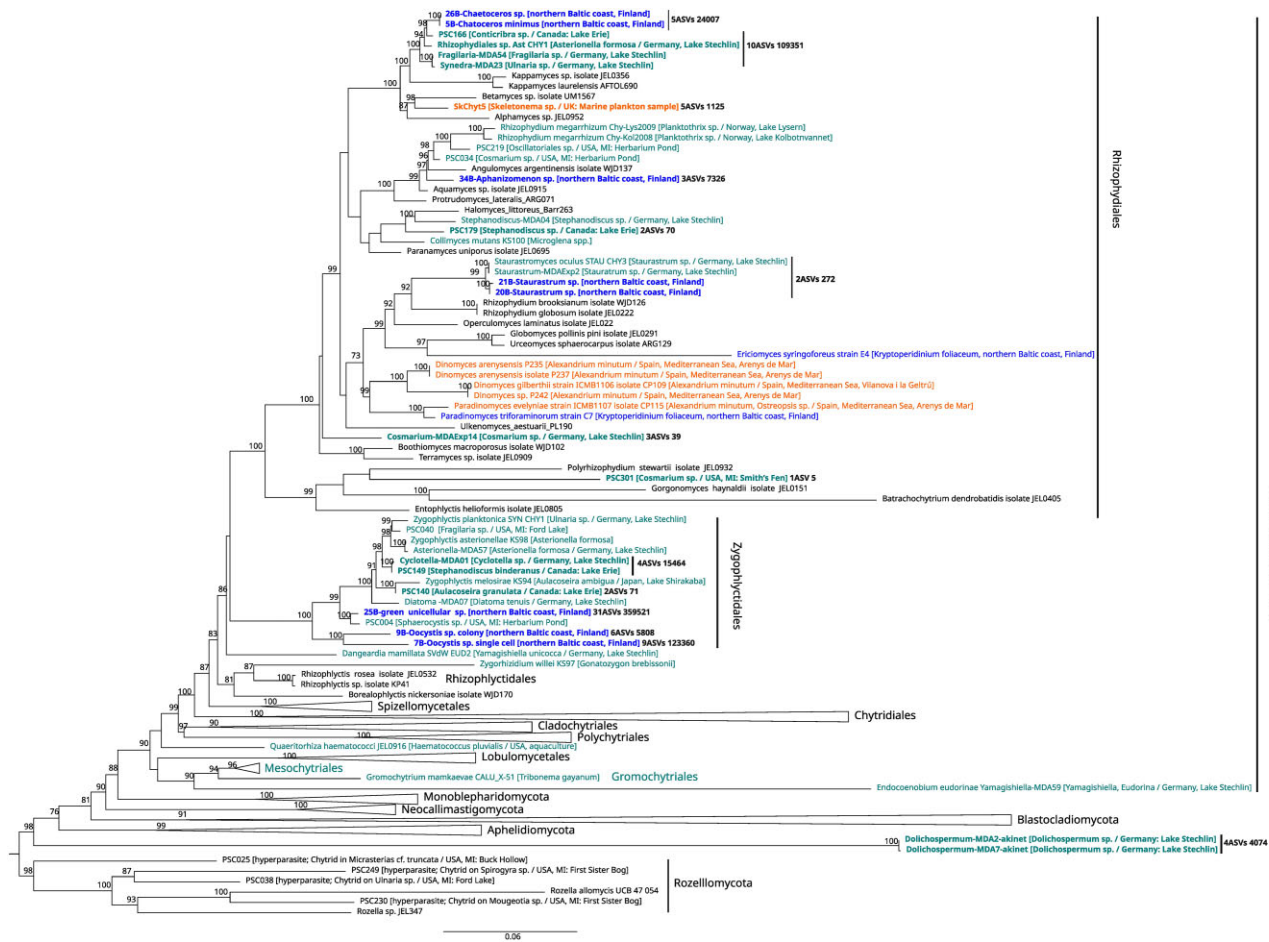 26B-Chaetoceros sp. [northern Baltic coast, Finland]
5B-Chatoceros minimus [northern Baltic coast, Finland]
5ASVs 24007
PSC166 (Conticribra sp./ Canada: Lake Erie]
Rhizophydiales sp. Ast CHY1 [Asterionella formosa / Germany, Lake Stechlin]
10ASVs 109351
Fragilaria-MDA54 [Fragilaria sp./ Germany, Lake Stechlin]
Synedra-MDA23 [Ulnaria sp./ Germany, Lake Stechlin]
Kappamyces sp. isolate JEL0356
Kappamyces laurelensis AFTOL690
Betamyces sp. isolate UM1567
SkChyt5 [Skeletonema sp. / UK: Marine plankton sample] 5ASVs 1125
Alphamyces sp. JEL0952
Rhizophydium megarrhizum Chy-Lys2009 [Planktothrix sp. / Norway, Lake Lysern]
Rhizophydium megarrhizum Chy-Kol2008 [Planktothrix sp. / Norway, Lake Kolbotnvannet]
PSC219 [Oscillatoriales sp. / USA, MI: Herbarium Pond]
PSC034 [Cosmarium sp. / USA, MI: Herbarium Pond]
Angulomyces argentinensis WJD137
34B-Aphanizomenon sp. [northern Baltic coast, Finland] 3ASVs 7326
Aquamyces sp. isolate JEL0915
Protrudomyces_lateralis_ARG071
Halomyces_littoreus_Barr263
Stephanodiscus-MDA04 [Stephanodiscus sp. / Germany, Lake Stechlin]
PSC179 [Stephanodiscus sp. / Canada: Lake Erie] 2ASVs 70
Collimyces mutans KS100 [Microglena spp.]
Paranamyces uniporus isolate JEL0695
Staurastromyces oculus STAU CHY3 [Staurastrum sp. / Germany, Lake Stechlin]
Staurastrum-MDAExp2 [Stauratrum sp. / Germany, Lake Stechlin]
2ASVs 272
21B-Staurastrum sp. [northern Baltic coast, Finland]
20B-Staurastrum sp. [northern Baltic coast, Finland]
Rhizophydium brooksianum isolate WJD126
Rhizophydium globosum isolate JEL0222
Operculomyces laminatus isolate JEL022
Globomyces pollinis pini isolate JEL0291
Urceomyces sphaerocarpus isolate ARG129
Ericiomyces syringoforeus strain E4 [Kryptoperidinium foliaceum, northern Baltic coast, Finland]
Dinomyces arenysensis P235 [Alexandrium minutum / Spain, Mediterranean Sea, Arenys de Mar]
Dinomyces arenysensis isolate P237 [Alexandrium minutum / Spain, Mediterranean Sea, Arenys de Mar]
Dinomyces gilberthii strain ICMB1106 isolate CP109 [Alexandrium minutum / Spain, Mediterranean Sea, Vilanova i la Geltrú]
Dinomyces sp. P242 [Alexandrium minutum / Spain, Mediterranean Sea, Arenys de Mar]
Paradinomyces evelyniae strain ICMB1107 isolate CP115 [Alexandrium minutum, Ostreopsis sp./ Spain, Mediterranean Sea, Arenys de Mar]
Paradinomyces triforaminorum strain C7 [Kryptoperidinium foliaceum, northern Baltic coast, Finland]
Ulkenomyces_aestuarii_PL190
Cosmarium-MDAExp14 [Cosmarium sp. / Germany, Lake Stechlin] 3ASVs 39
Boothiomyces macroporosus isolate WJD102
Terramyces sp. isolate JEL0909
Polyrhizophydium stewartii isolate JEL0932
PSC301 [Cosmarium sp. / USA, MI: Smith's Fen] 1ASV 5
Gorgonomyces haynaldii isolate JEL0151
Batrachochytrium dendrobatidis isolate JEL0405
Entophlyctis helioformis isolate JEL0805
Rhizophydiales
Zygophlyctis planktonica SYN CHY1 [Ulnaria sp. / Germany, Lake Stechlin]
PSC040 [Fragilaria sp. / USA, MI: Ford Lake]
Zygophlyctis asterionellae KS98 [Asterionella formosa]
Asterionella-MDA57 [Asterionella formosa / Germany, Lake Stechlin]
Cyclotella-MDA01 [Cyclotella sp. / Germany, Lake Stechlin]
4ASVs 15464
PSC149 [Stephanodiscus binderanus / Canada: Lake Erie]
Zygophlyctis melosirae KS94 [Aulacoseira ambigua / Japan, Lake Shirakaba]
PSC140 [Aulacoseira granulata / Canada: Lake Erie] 2ASVs 71
Diatoma -MDA07 [Diatoma tenuis / Germany, Lake Stechlin]
25B-green unicellular sp. [northern Baltic coast, Finland] 31ASVs 359521
PSC004 [Sphaerocystis sp./ USA, MI: Herbarium Pond]
9B-Oocystis sp. colony [northern Baltic coast, Finland] 6ASVs 5808
7B-Oocystis sp. single cell [northern Baltic coast, Finland] 9ASVs 123360
Zygophlyctidales
Dangeardia mamillata SVdW EUD2 [Yamagishiella unicocca / Germany, Lake Stechlin]
Zygorhizidium willei KS97 [Gonatozygon brebissonii]
Rhizophlyctis rosea isolate JEL0532
Rhizophlyctidales
Rhizophlyctis sp. isolate KP41
Borealophlyctis nickersoniae isolate WJD170
Spizellomycetales
Chytridiales
Cladochytriales
Polychytriales
Quaeritorhiza haematococci JEL0916 [Haematococcus pluvialis / USA, aquaculture]
Lobulomycetales
Mesochytriales
Gromochytrium mamkaevae CALU_X-51 [Tribonema gayanum] Gromochytriales
Endocoenobium eudorinae Yamagishiella-MDA59 [Yamagishiella, Eudorina / Germany, Lake Stechlin]
Monoblepharidomycota
Neocallimastigomycota
Blastocladiomycota
Aphelidiomycota
Dolichospermum-MDA2-akinet [Dolichospermum sp. / Germany: Lake Stechlin]
4ASVs 4074
Dolichospermum-MDA7-akinet [Dolichospermum sp. / Germany: Lake Stechlin]
PSC025 [hyperparasite; Chytrid in Micrasterias cf. truncata / USA, MI: Buck Hollow]
PSC249 [hyperparasite; Chytrid on Spirogyra sp. / USA, MI: First Sister Bog]
PSC038 [hyperparasite; Chytrid on Ulnaria sp. / USA, MI: Ford Lake]
Rozella allomycis UCB 47 054
PSC230 [hyperparasite; Chytrid on Mougeotia sp. / USA, MI: First Sister Bog]
Rozella sp. JEL347
Rozelllomycota
0.06